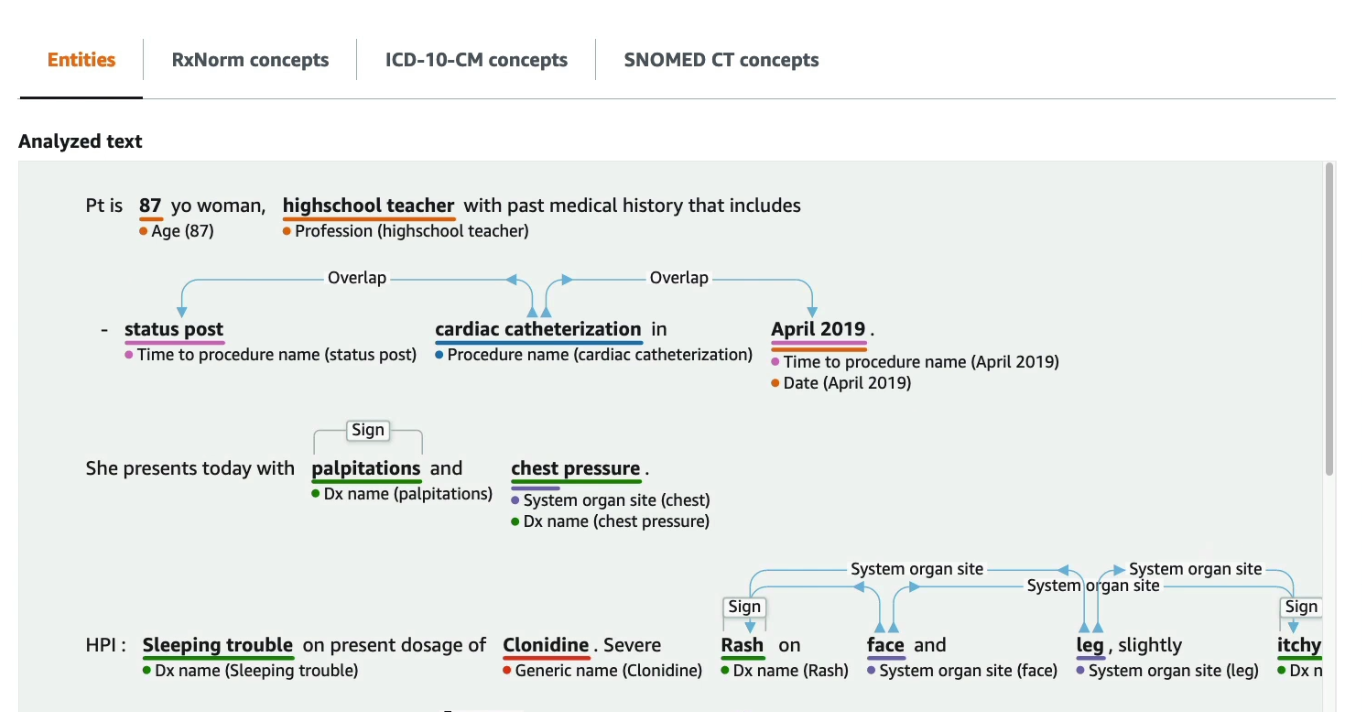 Entities RxNorm concepts ICD-10-CM concepts SNOMED CT concepts
Analyzed text
Pt is 87 yo woman, highschool teacher with past medical history that includes
Age (87) Profession (highschool teacher)
Overlap Overlap
- status post cardiac catheterization in April 2019 .
Time to procedure name (status post) Procedure name (cardiac catheterization) Time to procedure name (April 2019)
Date (April 2019)
Sign
She presents today with palpitations and chest pressure .
Dx name (palpitations) System organ site (chest)
Dx name (chest pressure)
System organ site System organ site
System organ site
Sign Sign
HPI : Sleeping trouble on present dosage of Clonidine . Severe Rash on face and leg , slightly itchy
Dx name (Sleeping trouble) Generic name (Clonidine) Dx name (Rash) System organ site (face) System organ site (leg) Dx n